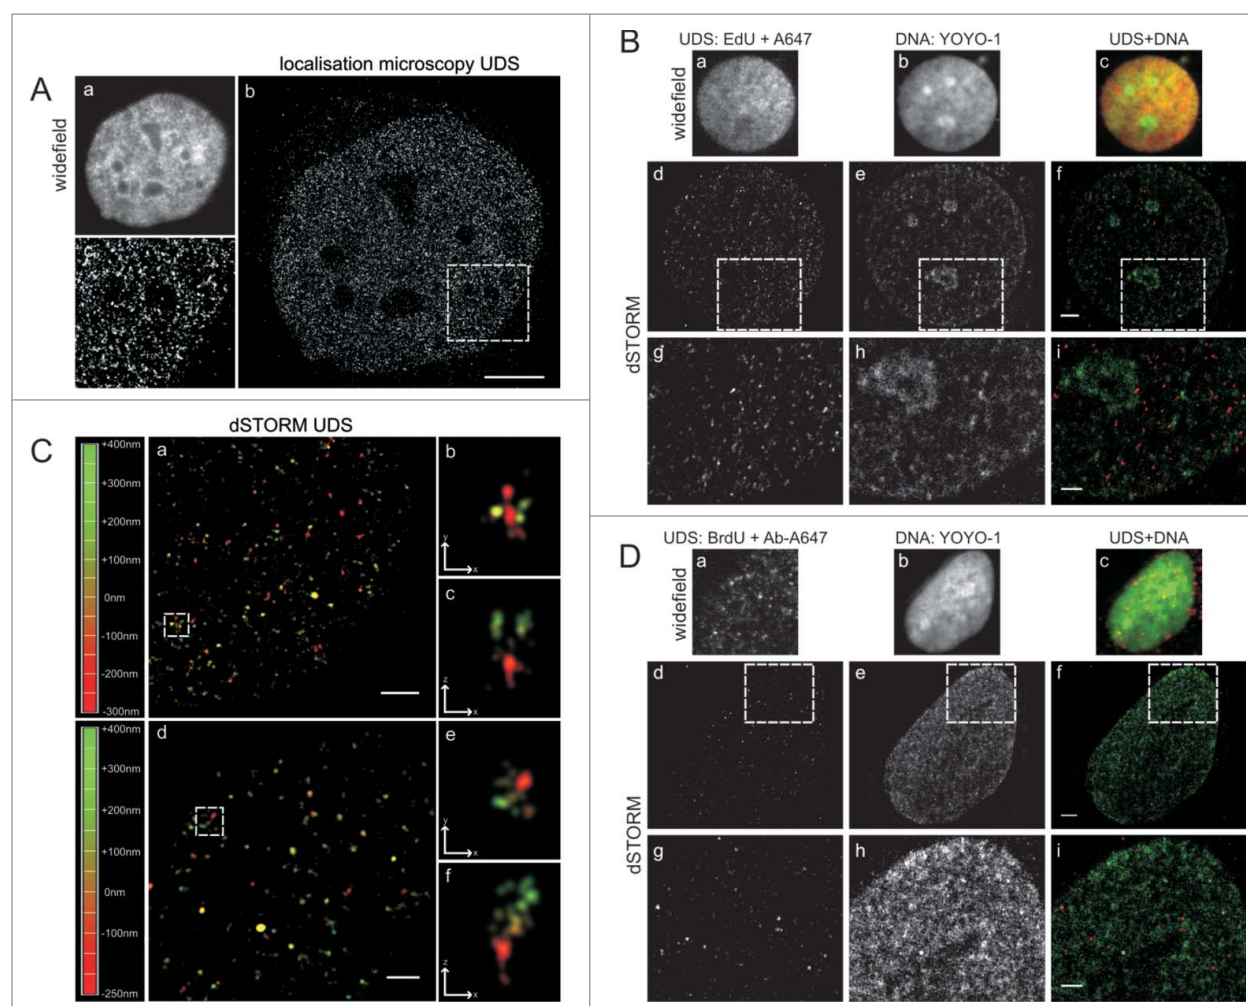 A
localisation microscopy UDS
a
b
widefield
c
B
UDS: EdU + A647
DNA: YOYO-1
UDS+DNA
widefield
a
b
c
dSTORM
d
e
f
g
h
i
C
dSTORM UDS
+400nm
+300nm
+200nm
+100nm
0nm
-100nm
-200nm
-300nm
a
b
y
x
c
z
x
+400nm
+300nm
+200nm
+100nm
0nm
-100nm
-250nm
d
e
y
x
f
z
x
D
UDS: BrdU + Ab-A647
DNA: YOYO-1
UDS+DNA
widefield
a
b
c
dSTORM
d
e
f
g
h
i